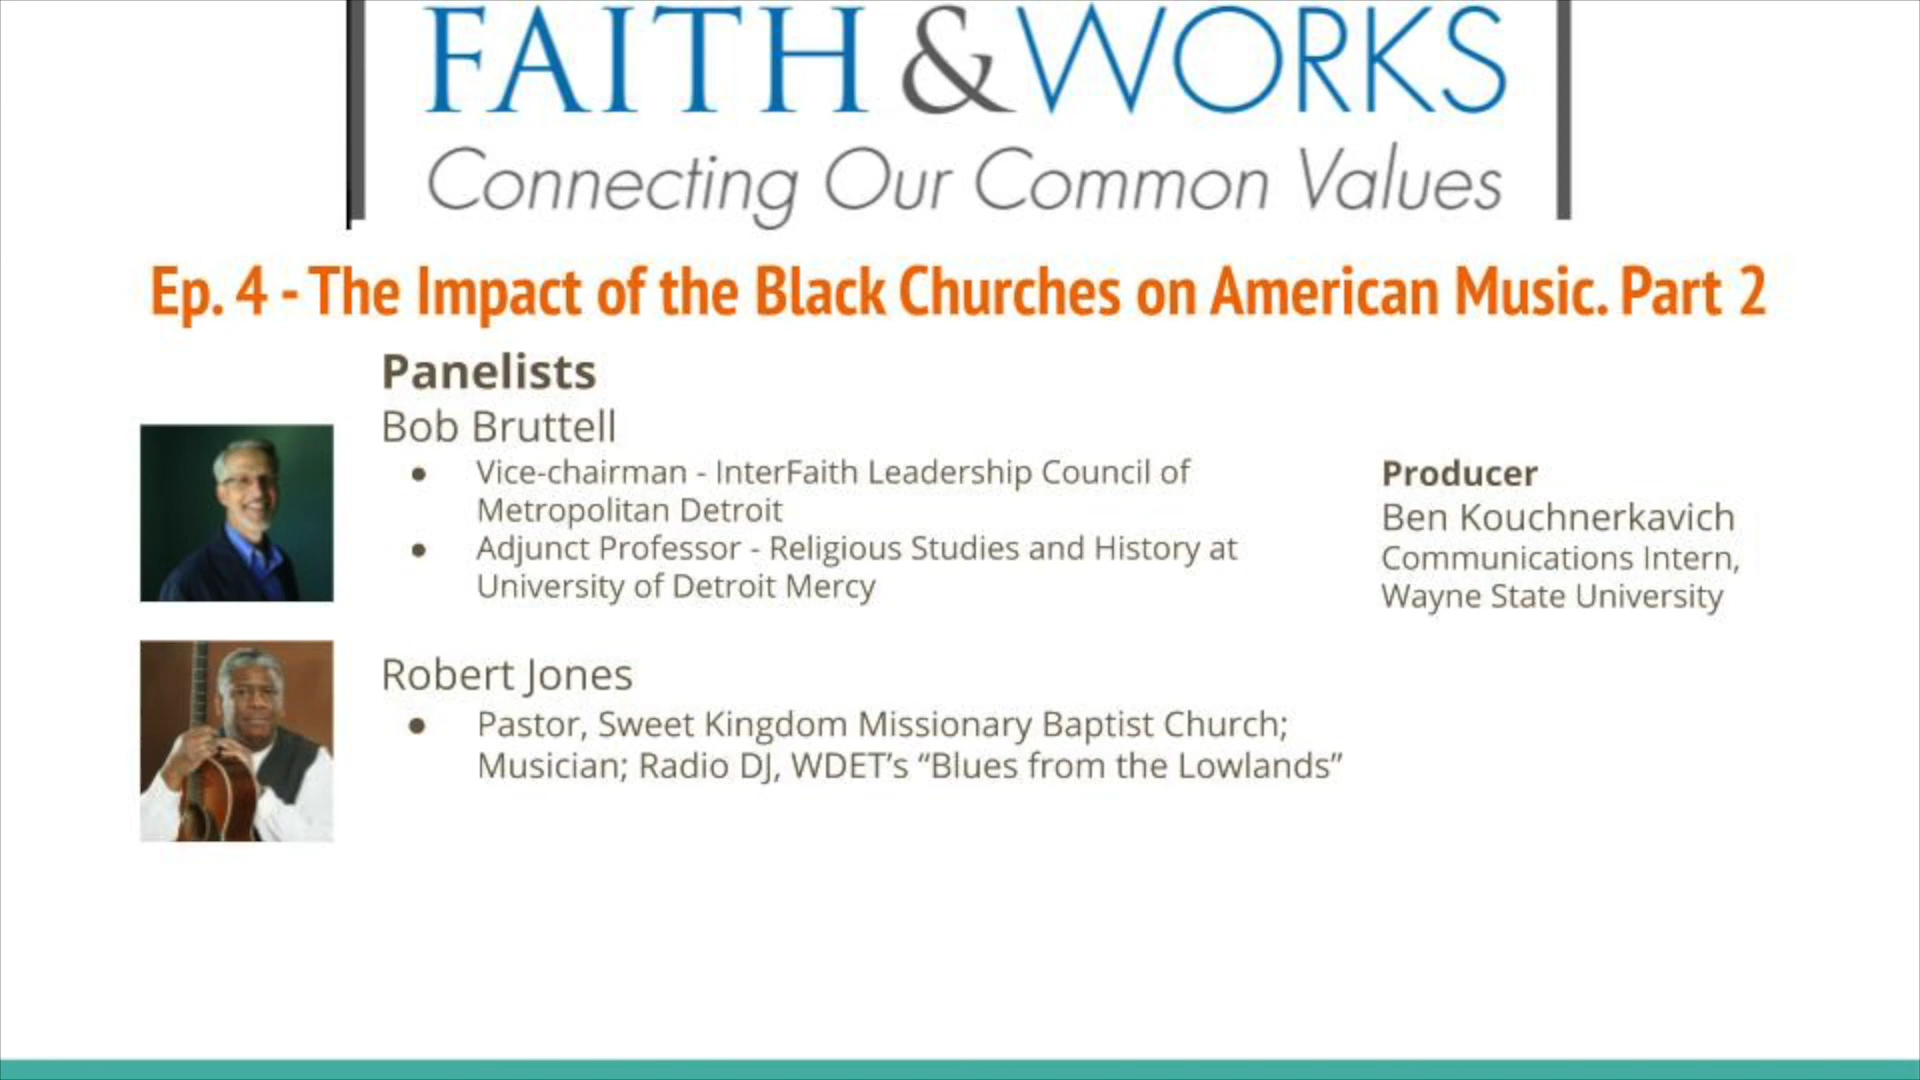 FAITH & WORKS
Connecting Our Common Values
Ep. 4 - The Impact of the Black Churches on American Music. Part 2
Panelists
Bob Bruttell
● Vice-chairman - InterFaith Leadership Council of
Metropolitan Detroit
● Adjunct Professor - Religious Studies and History at
University of Detroit Mercy
Robert Jones
● Pastor, Sweet Kingdom Missionary Baptist Church;
Musician; Radio DJ, WDET’s “Blues from the Lowlands”
Producer
Ben Kouchnerkavich
Communications Intern,
Wayne State University